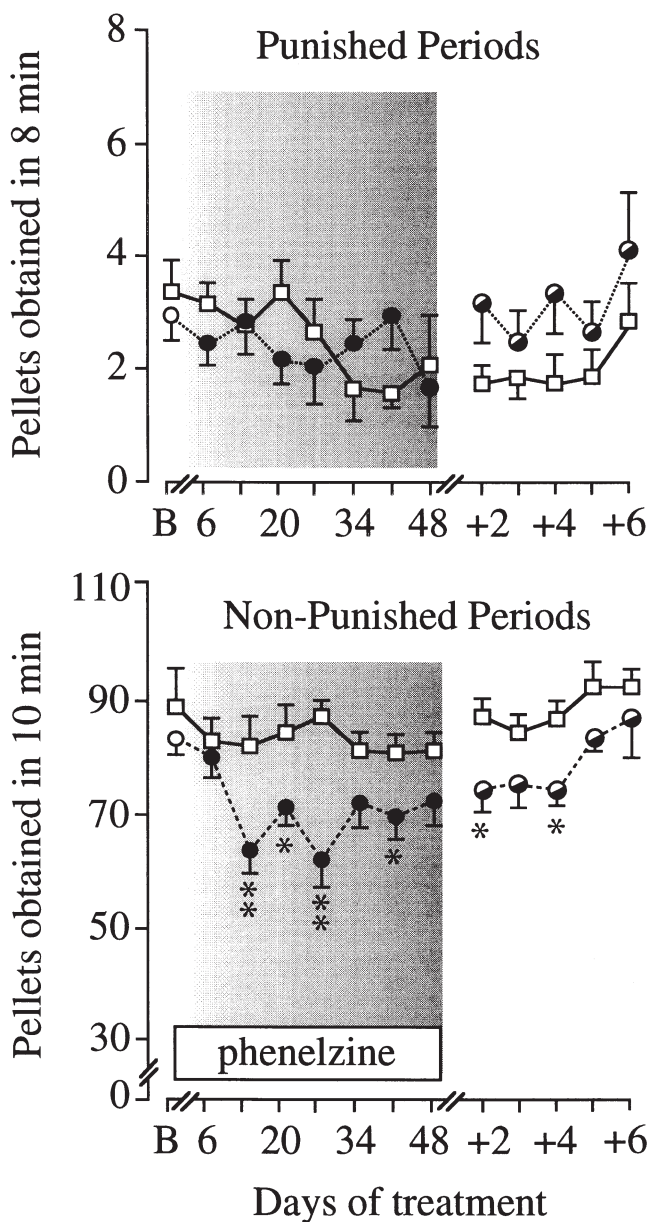 Punished Periods
Pellets obtained in 8 min
8
6
4
2
0
B 6 20 34 48 +2 +4 +6
Non-Punished Periods
Pellets obtained in 10 min
110
90
70
50
30
0
* * * * * * * *
phenelzine
B 6 20 34 48 +2 +4 +6
Days of treatment